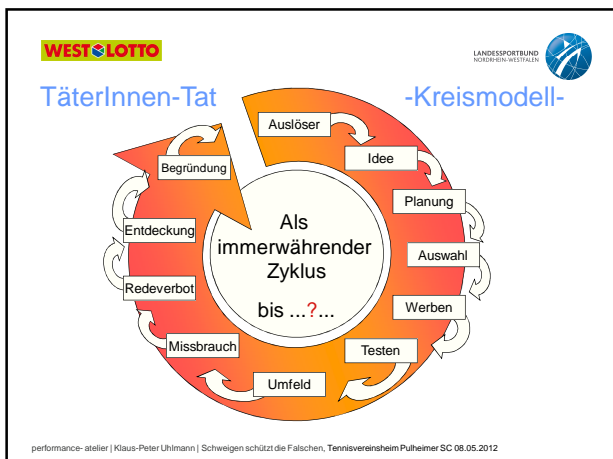 WEST LOTTO
LANDESSPORTBUND
NORDRHEIN-WESTFALEN
TäterInnen-Tat
-Kreismodell-
Auslöser
Idee
Planung
Auswahl
Werben
Testen
Umfeld
Missbrauch
Redeverbot
Entdeckung
Begründung
Als
immerwährender
Zyklus
bis ...?...
performance- atelier | Klaus-Peter Uhlmann | Schweigen schützt die Falschen, Tennisvereinsheim Pulheimer SC 08.05.2012